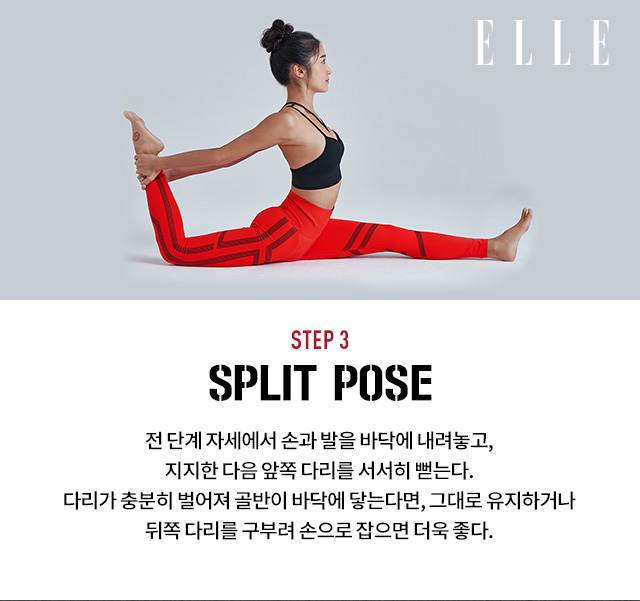 ELLE
STEP 3
SPLIT POSE
전 단계 자세에서 손과 발을 바닥에 내려놓고,
지지한 다음 앞쪽 다리를 서서히 뻗는다.
다리가 충분히 벌어져 골반이 바닥에 닿는다면, 그대로 유지하거나
뒤쪽 다리를 구부려 손으로 잡으면 더욱 좋다.